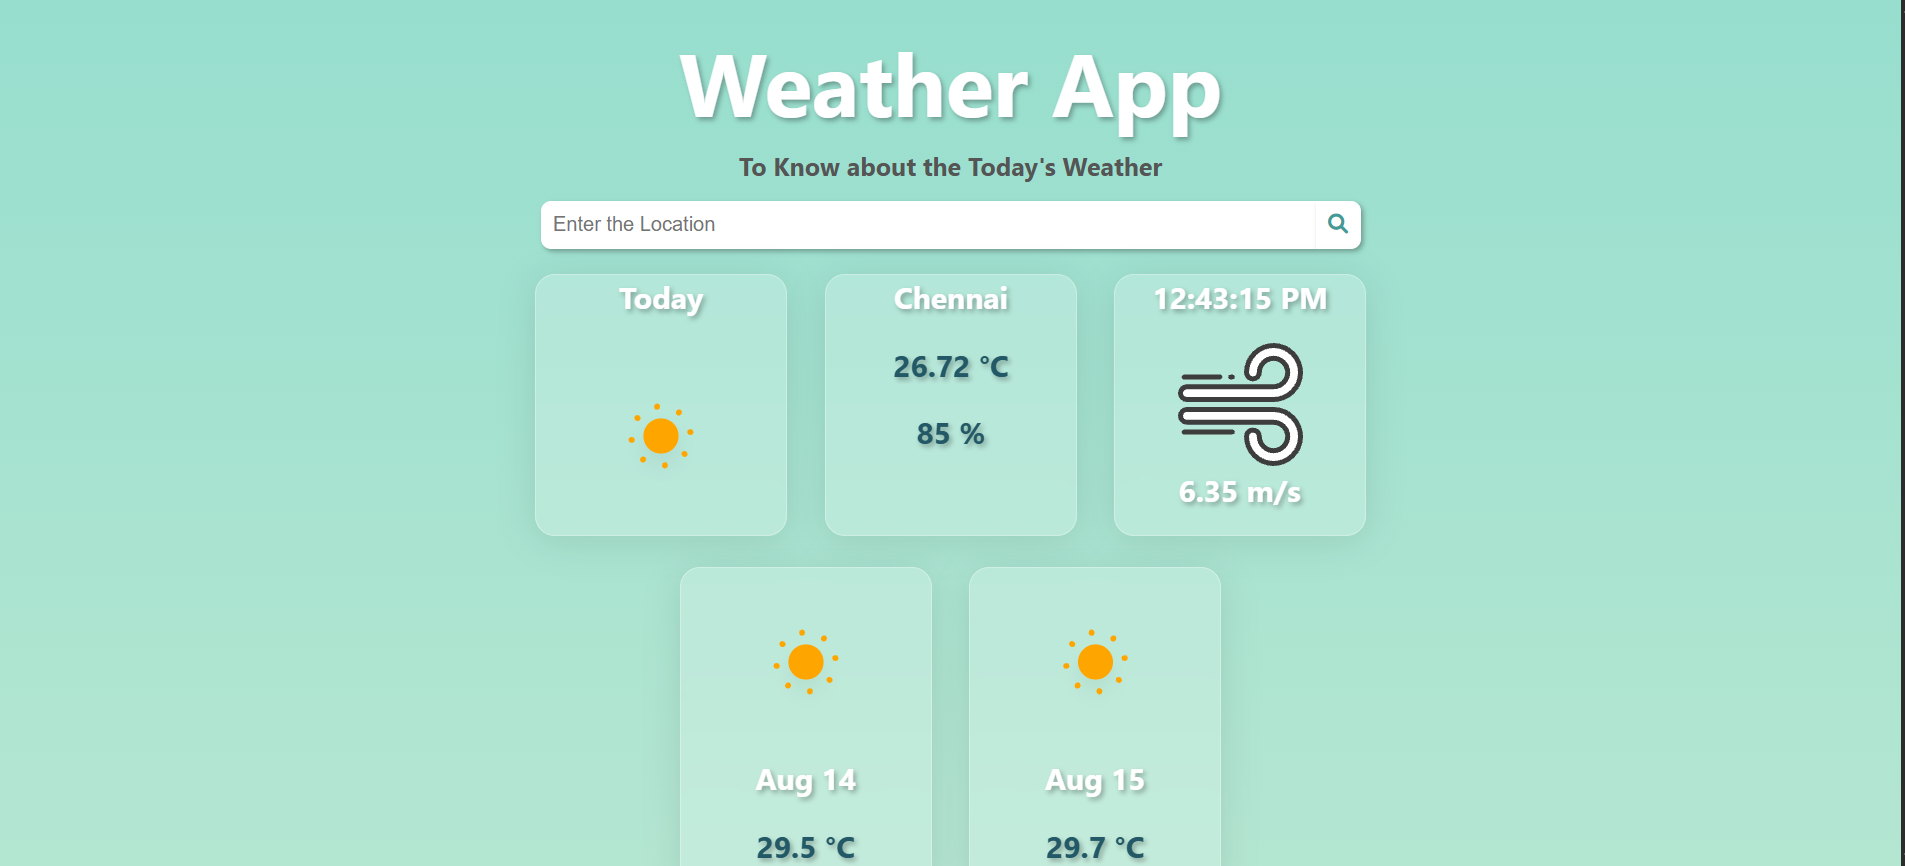 Weather App
To Know about the Today's Weather
Enter the Location
Today
Chennai
26.72 °C
85 %
12:43:15 PM
6.35 m/s
Aug 14
29.5 °C
Aug 15
29.7 °C